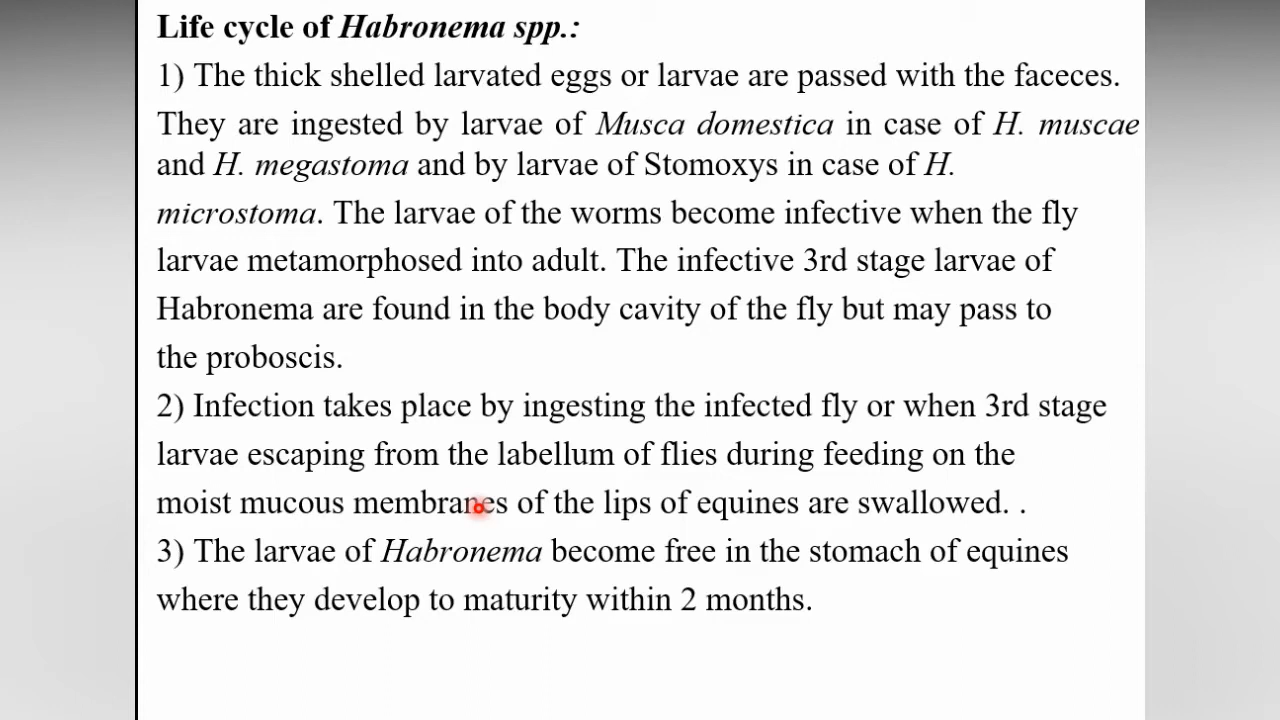 Life cycle of Habronema spp.:
1) The thick shelled larvated eggs or larvae are passed with the faceces.
They are ingested by larvae of Musca domestica in case of H. muscae
and H. megastoma and by larvae of Stomoxys in case of H.
microstoma. The larvae of the worms become infective when the fly
larvae metamorphosed into adult. The infective 3rd stage larvae of
Habronema are found in the body cavity of the fly but may pass to
the proboscis.
2) Infection takes place by ingesting the infected fly or when 3rd stage
larvae escaping from the labellum of flies during feeding on the
moist mucous membranes of the lips of equines are swallowed. .
3) The larvae of Habronema become free in the stomach of equines
where they develop to maturity within 2 months.